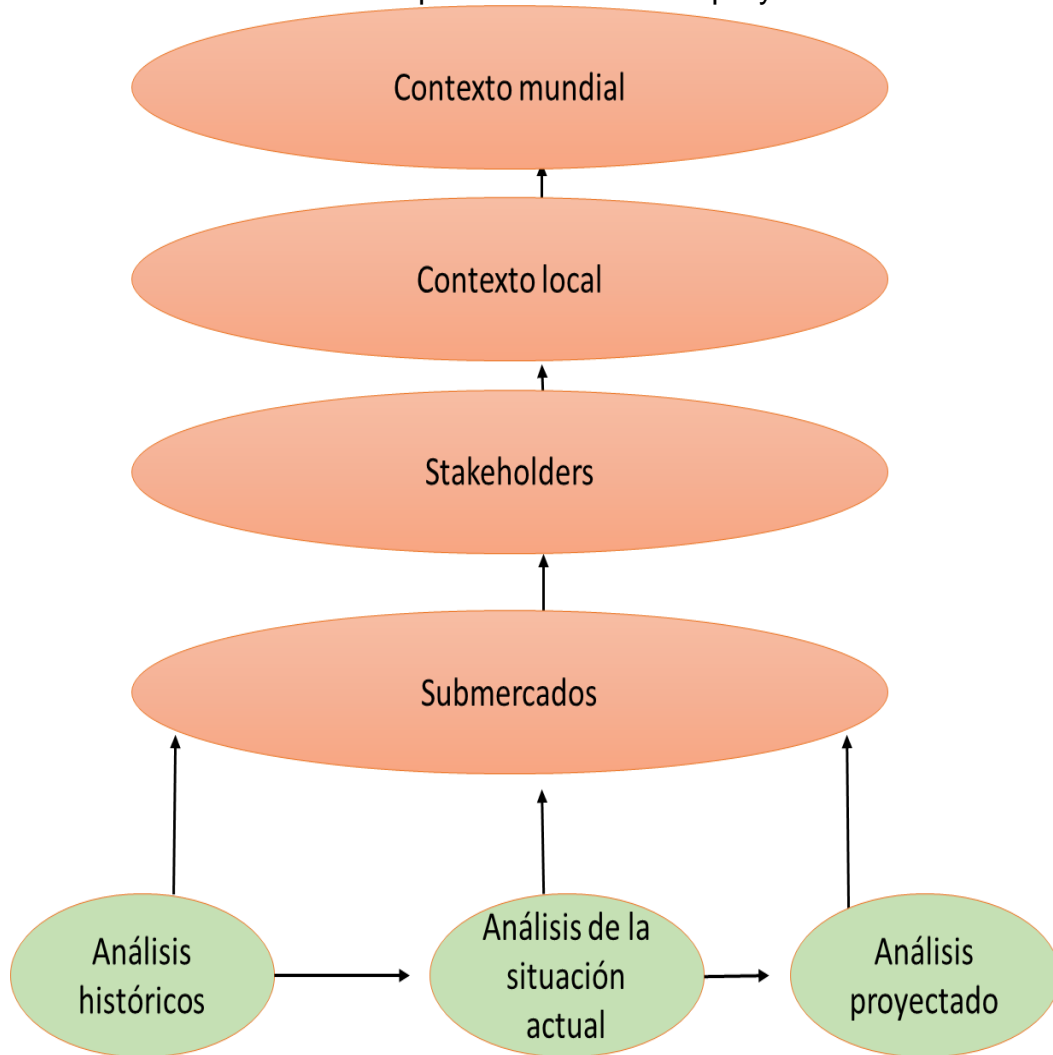 Contexto mundial
Contexto local
Stakeholders
Submercados
Análisis
históricos
Análisis de la
situación
actual
Análisis
proyectado